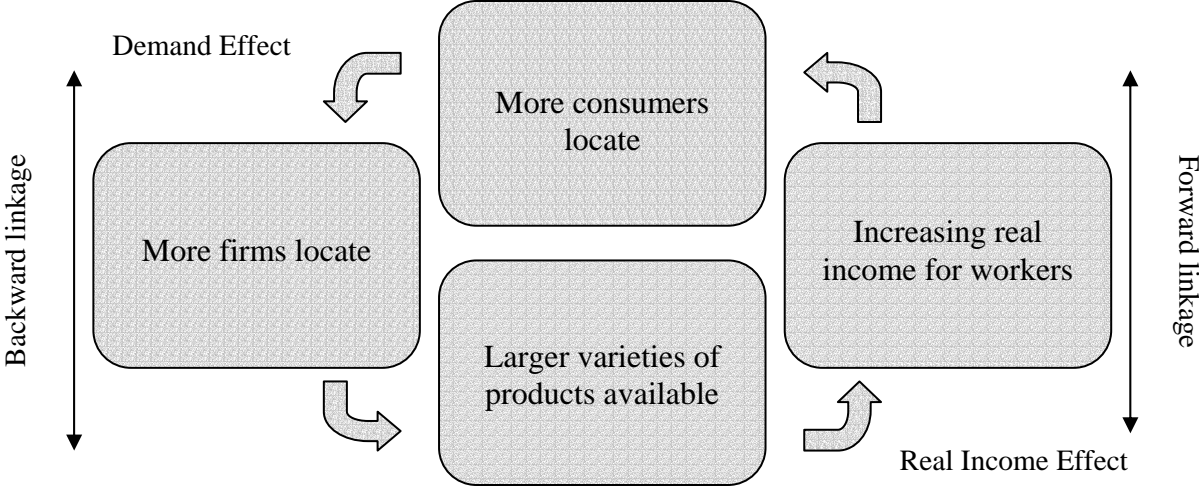 Demand Effect
More consumers
locate
Backward linkage
More firms locate
Increasing real
income for workers
Forward linkage
Larger varieties of
products available
Real Income Effect